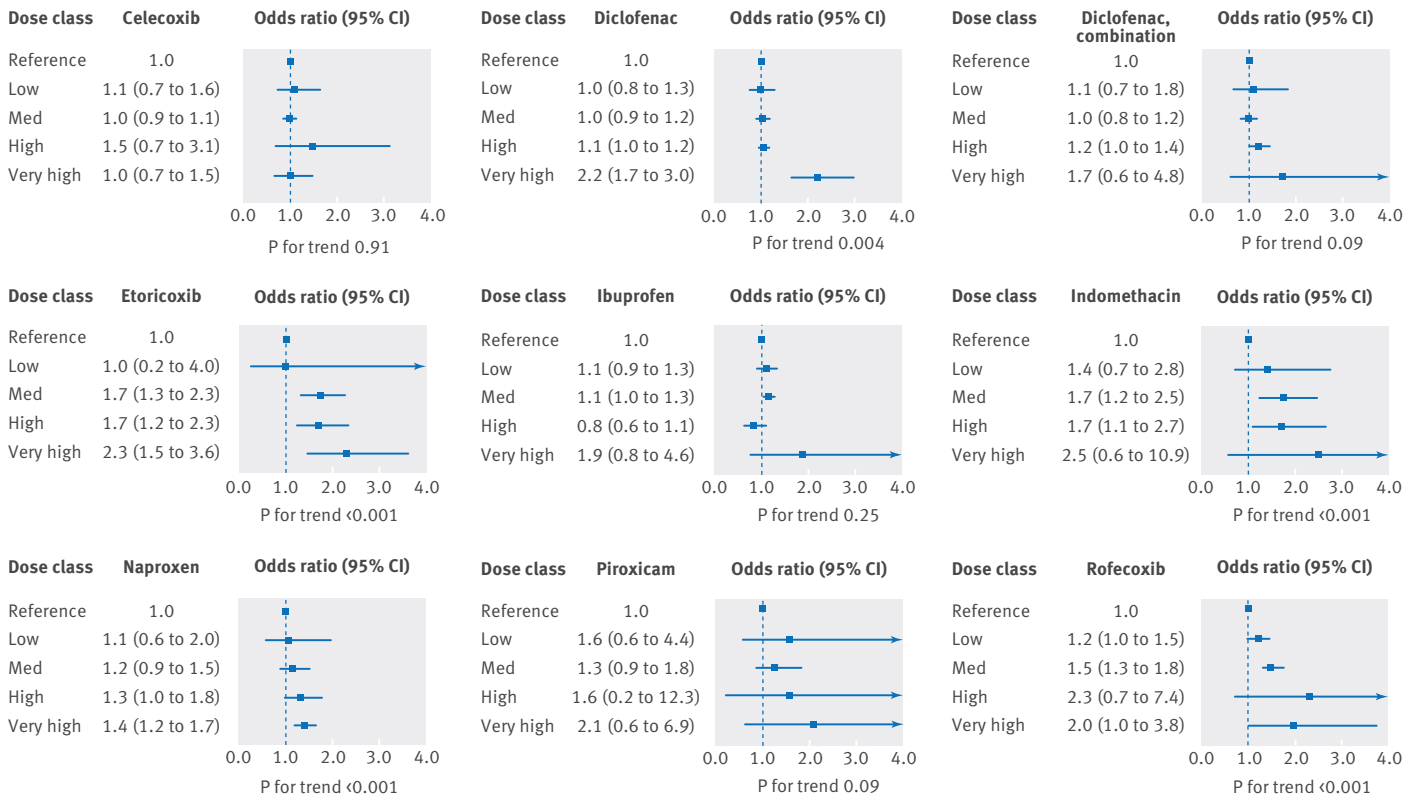 Dose class Celecoxib Odds ratio (95% CI)
Reference 1.0
Low 1.1 (0.7 to 1.6)
Med 1.0 (0.9 to 1.1)
High 1.5 (0.7 to 3.1)
Very high 1.0 (0.7 to 1.5)
0.0 1.0 2.0 3.0 4.0
P for trend 0.91
Dose class Diclofenac Odds ratio (95% CI)
Reference 1.0
Low 1.0 (0.8 to 1.3)
Med 1.0 (0.9 to 1.2)
High 1.1 (1.0 to 1.2)
Very high 2.2 (1.7 to 3.0)
0.0 1.0 2.0 3.0 4.0
P for trend 0.004
Dose class Diclofenac, Odds ratio (95% CI)
combination
Reference 1.0
Low 1.1 (0.7 to 1.8)
Med 1.0 (0.8 to 1.2)
High 1.2 (1.0 to 1.4)
Very high 1.7 (0.6 to 4.8)
0.0 1.0 2.0 3.0 4.0
P for trend 0.09
Dose class Etoricoxib Odds ratio (95% CI)
Reference 1.0
Low 1.0 (0.2 to 4.0)
Med 1.7 (1.3 to 2.3)
High 1.7 (1.2 to 2.3)
Very high 2.3 (1.5 to 3.6)
0.0 1.0 2.0 3.0 4.0
P for trend <0.001
Dose class Ibuprofen Odds ratio (95% CI)
Reference 1.0
Low 1.1 (0.9 to 1.3)
Med 1.1 (1.0 to 1.3)
High 0.8 (0.6 to 1.1)
Very high 1.9 (0.8 to 4.6)
0.0 1.0 2.0 3.0 4.0
P for trend 0.25
Dose class Indomethacin Odds ratio (95% CI)
Reference 1.0
Low 1.4 (0.7 to 2.8)
Med 1.7 (1.2 to 2.5)
High 1.7 (1.1 to 2.7)
Very high 2.5 (0.6 to 10.9)
0.0 1.0 2.0 3.0 4.0
P for trend <0.001
Dose class Naproxen Odds ratio (95% CI)
Reference 1.0
Low 1.1 (0.6 to 2.0)
Med 1.2 (0.9 to 1.5)
High 1.3 (1.0 to 1.8)
Very high 1.4 (1.2 to 1.7)
0.0 1.0 2.0 3.0 4.0
P for trend <0.001
Dose class Piroxicam Odds ratio (95% CI)
Reference 1.0
Low 1.6 (0.6 to 4.4)
Med 1.3 (0.9 to 1.8)
High 1.6 (0.2 to 12.3)
Very high 2.1 (0.6 to 6.9)
0.0 1.0 2.0 3.0 4.0
P for trend 0.09
Dose class Rofecoxib Odds ratio (95% CI)
Reference 1.0
Low 1.2 (1.0 to 1.5)
Med 1.5 (1.3 to 1.8)
High 2.3 (0.7 to 7.4)
Very high 2.0 (1.0 to 3.8)
0.0 1.0 2.0 3.0 4.0
P for trend <0.001